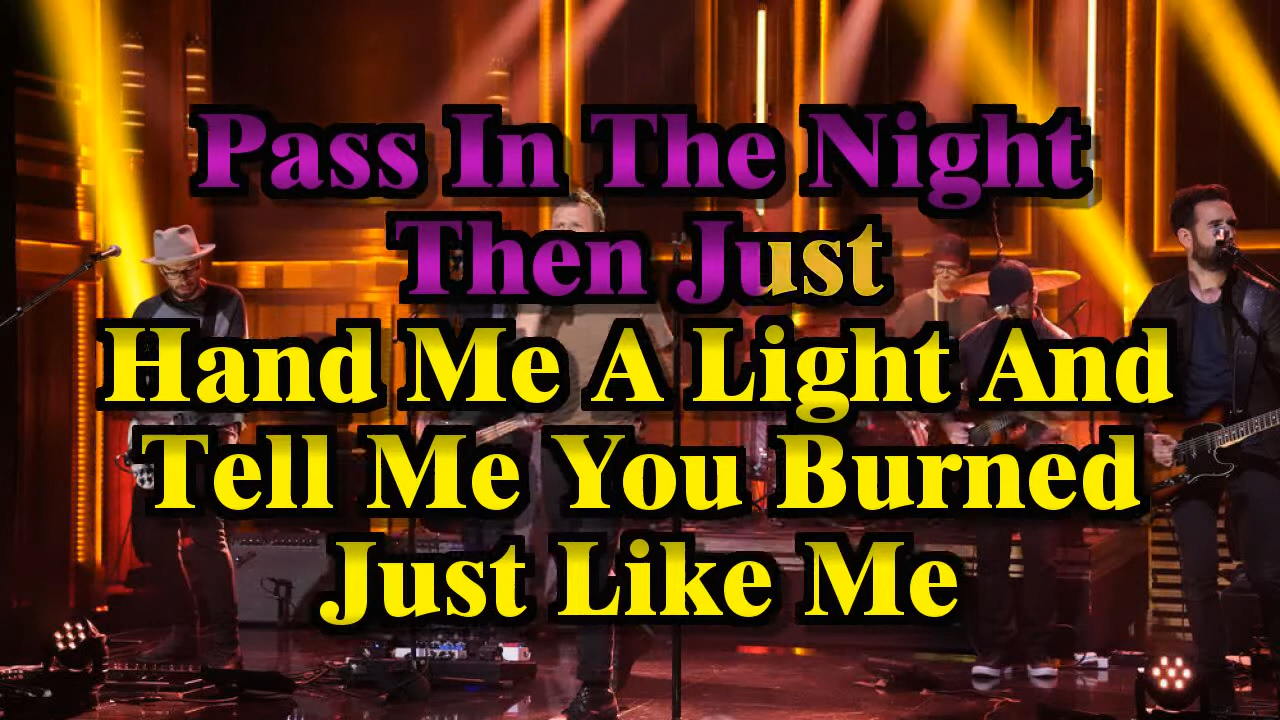 Pass In The Night
Then Just
Hand Me A Light And
Tell Me You Burned
Just Like Me